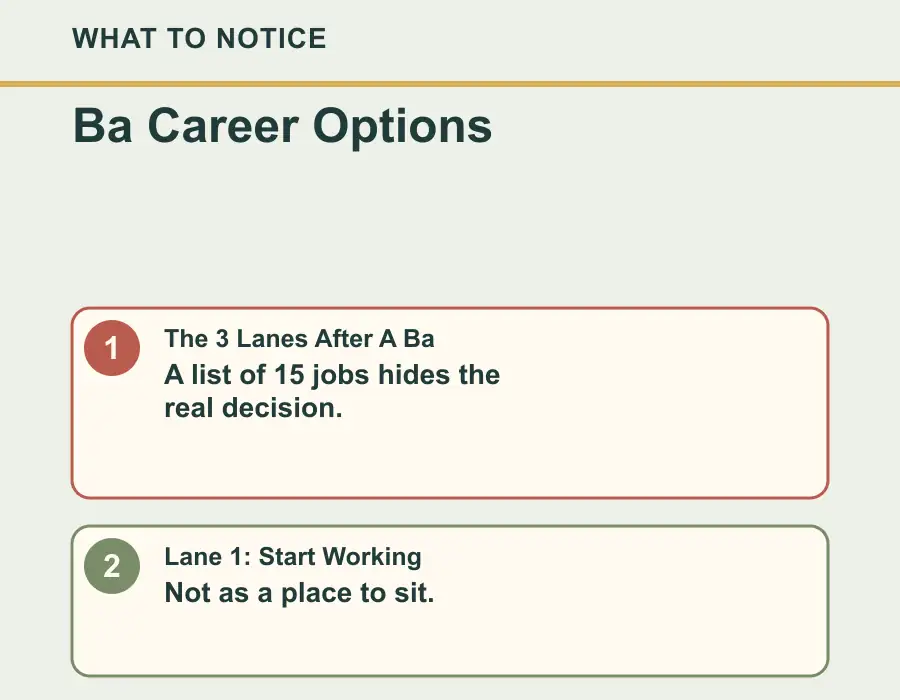 WHAT TO NOTICE
Ba Career Options
1
The 3 Lanes After A Ba
A list of 15 jobs hides the
real decision.
2
Lane 1: Start Working
Not as a place to sit.